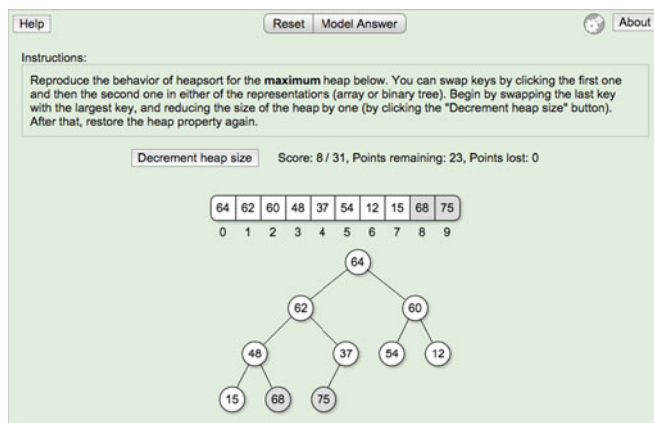 Help Reset Model Answer About
Instructions:
Reproduce the behavior of heapsort for the maximum heap below. You can swap keys by clicking the first one
and then the second one in either of the representations (array or binary tree). Begin by swapping the last key
with the largest key, and reducing the size of the heap by one (by clicking the "Decrement heap size" button).
After that, restore the heap property again.
Decrement heap size Score: 8 / 31, Points remaining: 23, Points lost: 0
64 62 60 48 37 54 12 15 68 75
0 1 2 3 4 5 6 7 8 9
64
62 60
48 37 54 12
15 68 75